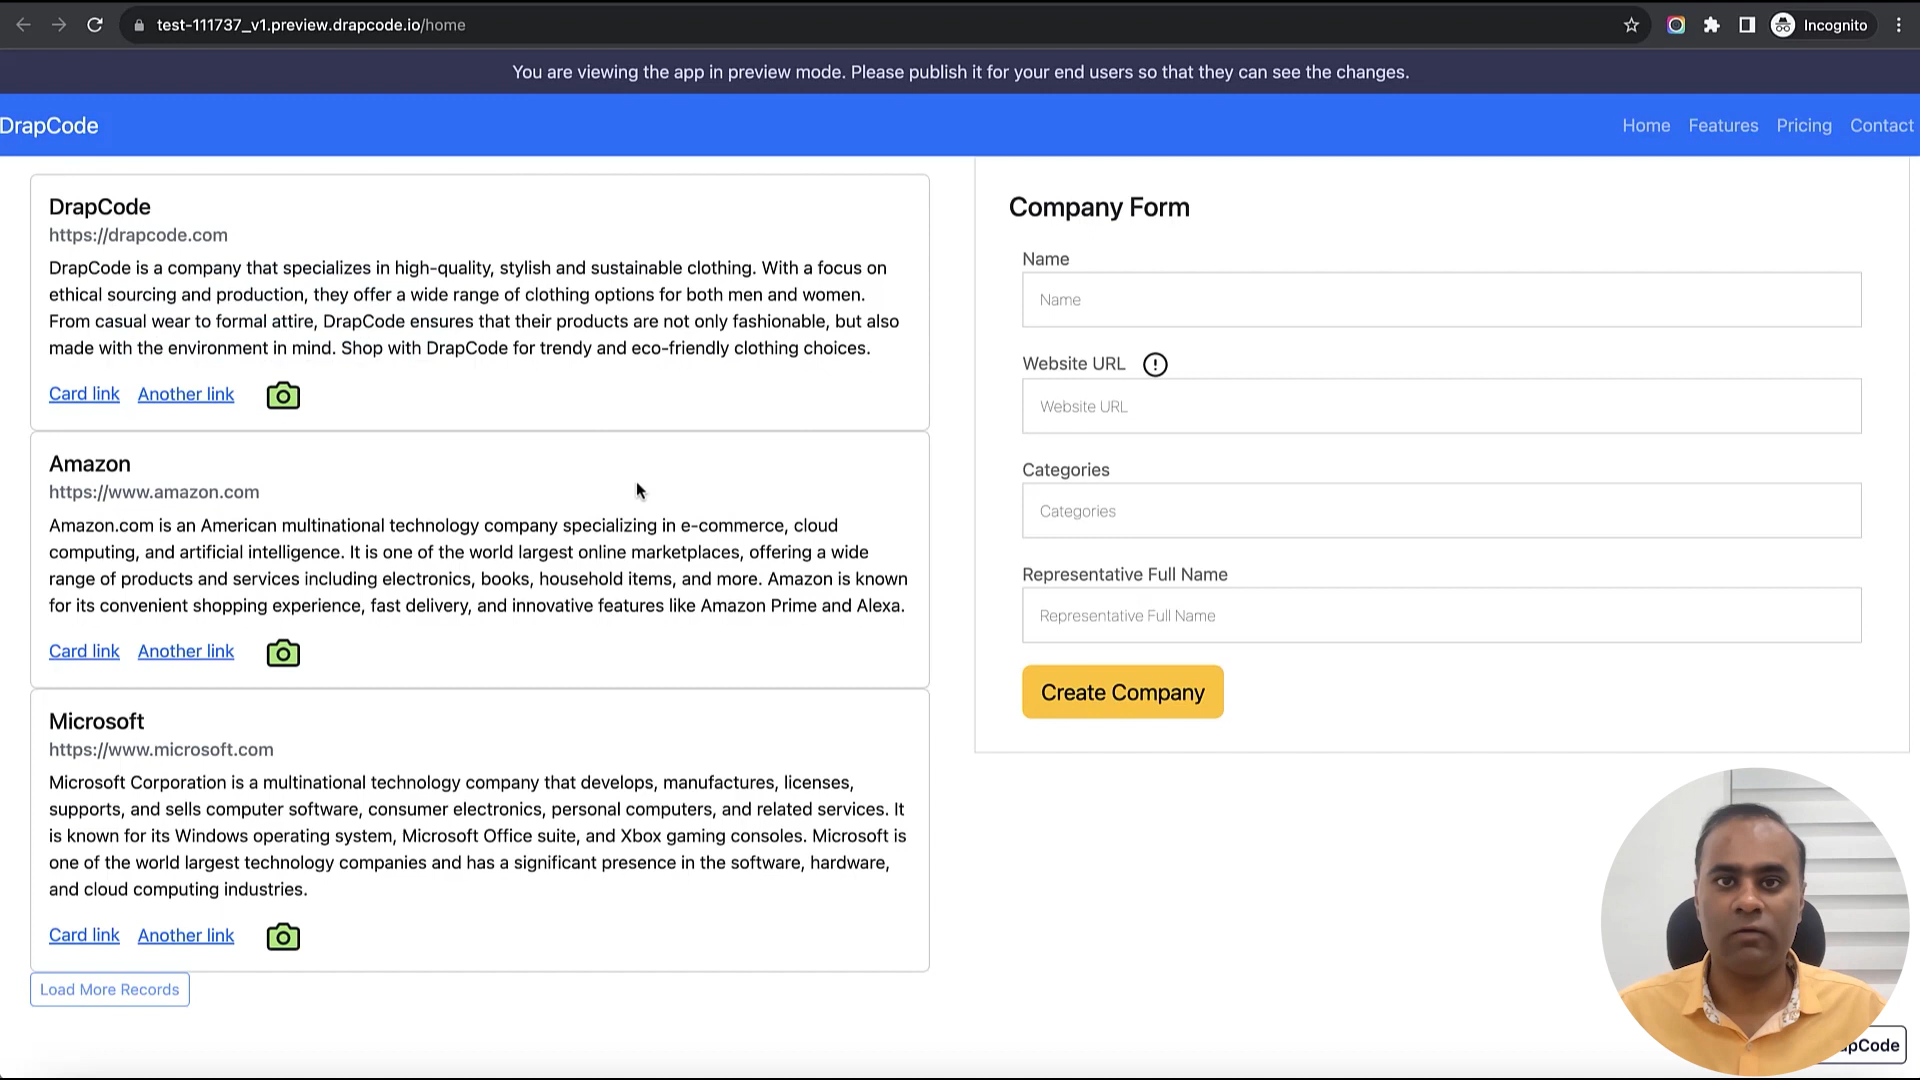 test-111737_v1.preview.drapcode.io/home
Incognito
You are viewing the app in preview mode. Please publish it for your end users so that they can see the changes.
DrapCode
Home Features Pricing Contact
DrapCode
https://drapcode.com
DrapCode is a company that specializes in high-quality, stylish and sustainable clothing. With a focus on
ethical sourcing and production, they offer a wide range of clothing options for both men and women.
From casual wear to formal attire, DrapCode ensures that their products are not only fashionable, but also
made with the environment in mind. Shop with DrapCode for trendy and eco-friendly clothing choices.
Card link Another link
Amazon
https://www.amazon.com
Amazon.com is an American multinational technology company specializing in e-commerce, cloud
computing, and artificial intelligence. It is one of the world largest online marketplaces, offering a wide
range of products and services including electronics, books, household items, and more. Amazon is known
for its convenient shopping experience, fast delivery, and innovative features like Amazon Prime and Alexa.
Card link Another link
Microsoft
https://www.microsoft.com
Microsoft Corporation is a multinational technology company that develops, manufactures, licenses,
supports, and sells computer software, consumer electronics, personal computers, and related services. It
is known for its Windows operating system, Microsoft Office suite, and Xbox gaming consoles. Microsoft is
one of the world largest technology companies and has a significant presence in the software, hardware,
and cloud computing industries.
Card link Another link
Load More Records
Company Form
Name
Name
Website URL
Website URL
Categories
Categories
Representative Full Name
Representative Full Name
Create Company
apCode